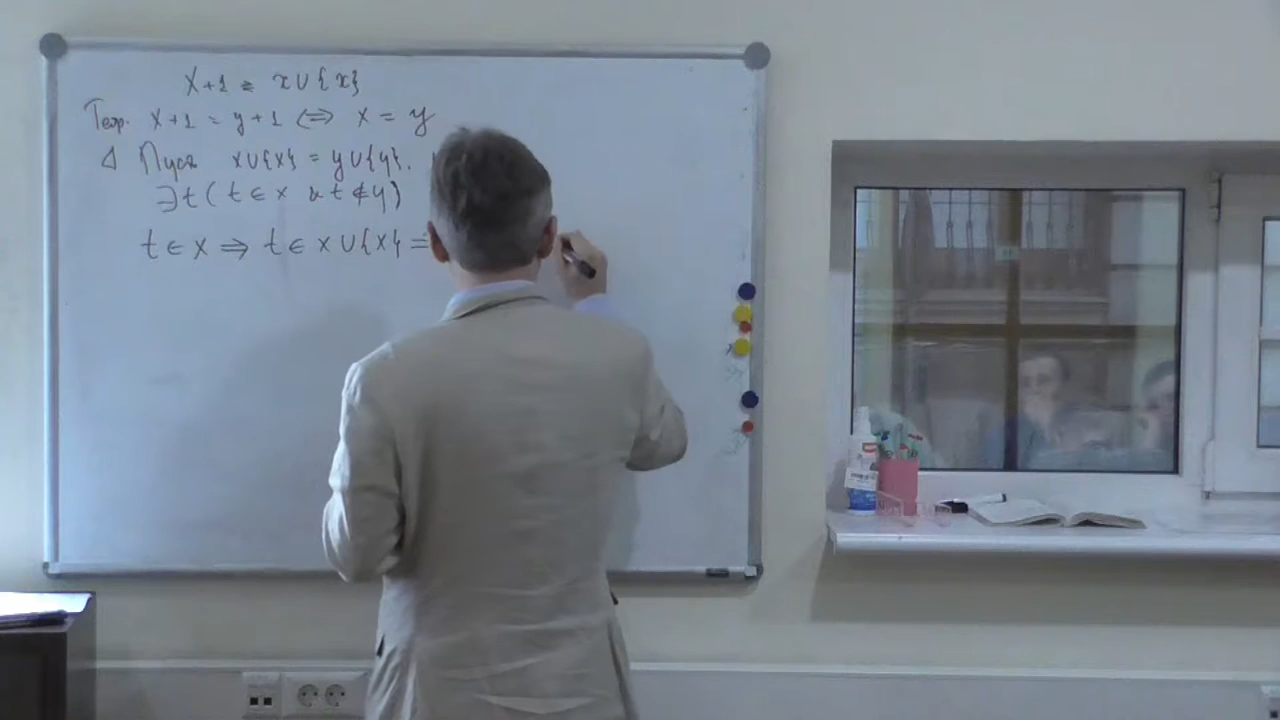 X+1 = x∪{x}
Теор. x+1 = y+1 ⇔ x = y
Δ Пусть x∪{x} = y∪{y}.
∃t(t∈x & t∉y)
t∈x ⇒ t∈x∪{x} =